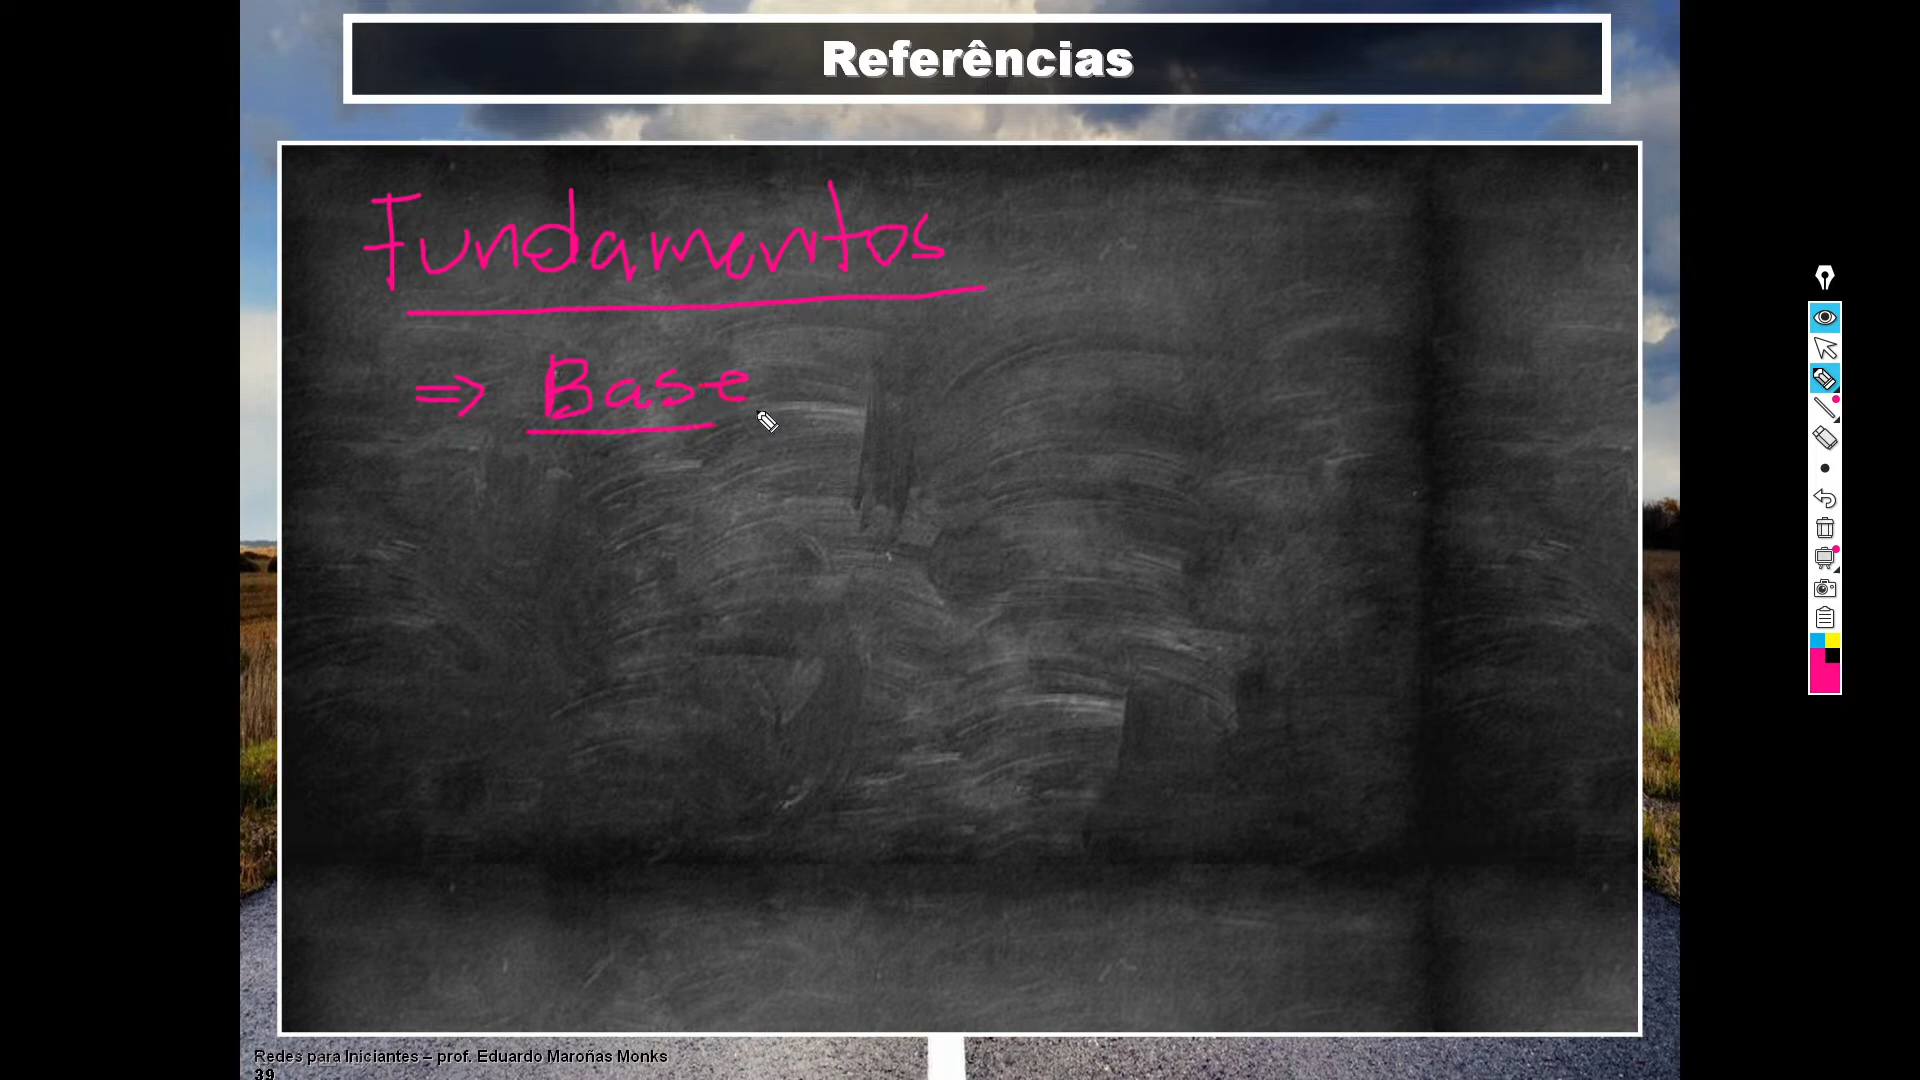 Referências
Fundamentos
⇒ Base
Redes para Iniciantes – prof. Eduardo Maroñas Monks
39